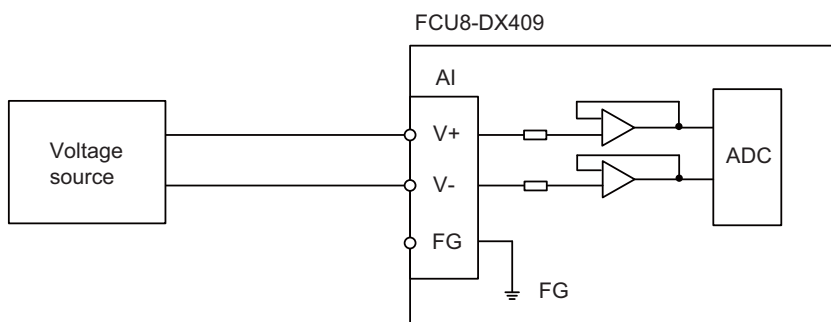 FCU8-DX409
AI
Voltage
source
V+
V-
FG
FG
ADC